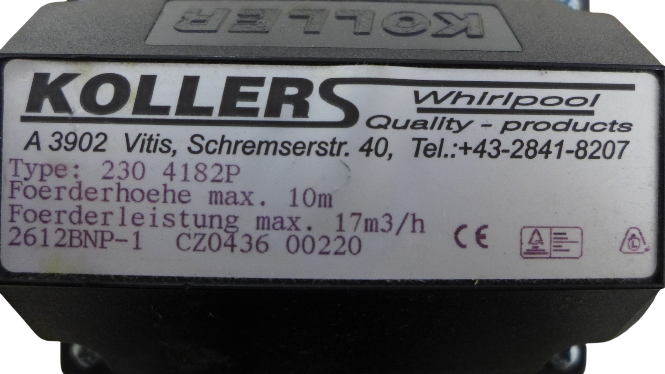 KOLLER
KOLLERS
Whirlpool
Quality - products
A 3902 Vitis, Schremserstr. 40, Tel.:+43-2841-8207
Type: 230 4182P
Foerderhoehe max. 10m
Foerderleistung max. 17m3/h
2612BNP-1 CZ0436 00220
CE